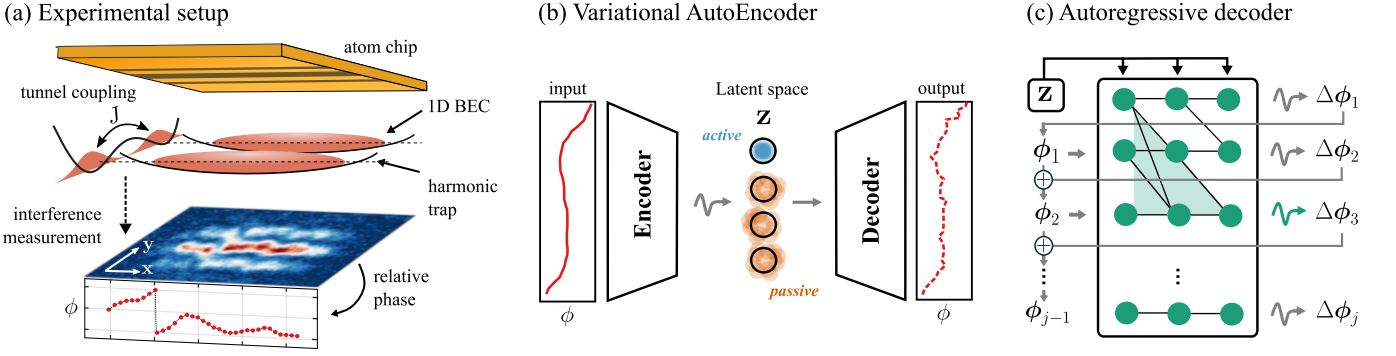 (a) Experimental setup
atom chip
tunnel coupling
J
1D BEC
harmonic
trap
interference
measurement
y
x
relative
phase
ϕ
(b) Variational AutoEncoder
input
Encoder
ϕ
Latent space
z
active
passive
Decoder
output
ϕ
(c) Autoregressive decoder
z
Δϕ1
ϕ1
Δϕ2
ϕ2
Δϕ3
ϕj−1
Δϕj